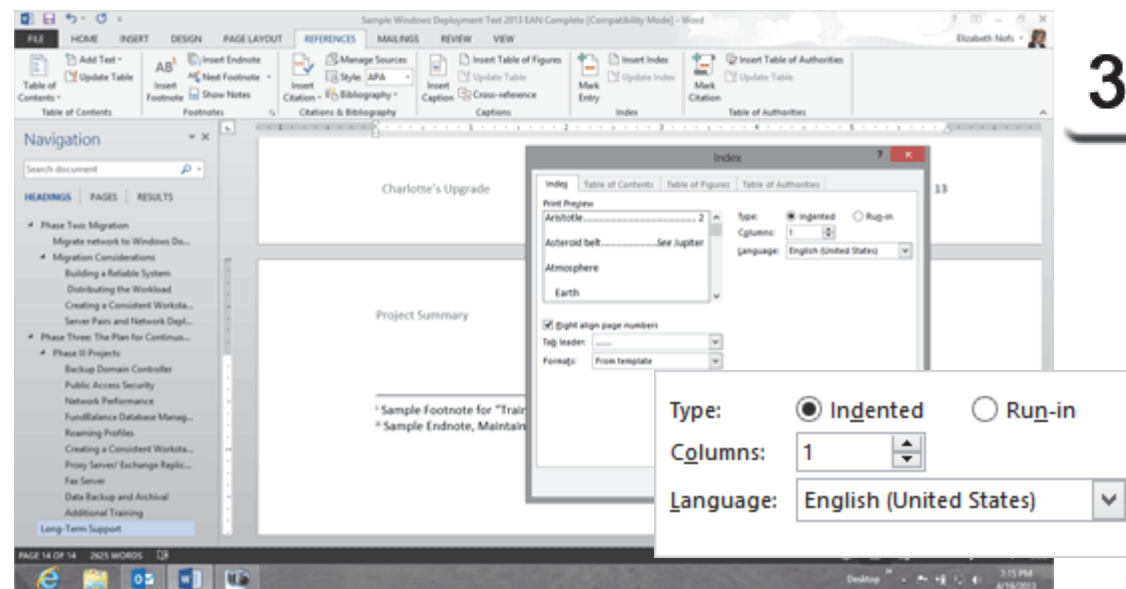 Sample Windows Deployment Text 2013 EAN Complete [Compatibility Mode] - Word
FILE HOME INSERT DESIGN PAGE LAYOUT REFERENCES MAILINGS REVIEW VIEW
Elizabeth Nofs
3
Table of Contents
Add Text
Update Table
Table of Contents
AB¹
Insert Footnote
Insert Endnote
Next Footnote
Show Notes
Footnotes
Insert Citation
Manage Sources
Style: APA
Bibliography
Citations & Bibliography
Insert Caption
Insert Table of Figures
Update Table
Cross-reference
Captions
Mark Entry
Insert Index
Update Index
Index
Mark Citation
Insert Table of Authorities
Update Table
Table of Authorities
Navigation
Search document
HEADINGS PAGES RESULTS
Phase Two: Migration
Migrate network to Windows Do...
Migration Considerations
Building a Reliable System
Distributing the Workload
Creating a Consistent Worksta...
Server Pairs and Network Depl...
Phase Three: The Plan for Continuo...
Phase II Projects
Backup Domain Controller
Public Access Security
Network Performance
FundBalance Database Manag...
Roaming Profiles
Creating a Consistent Worksta...
Proxy Server/ Exchange Replic...
Fax Server
Data Backup and Archival
Additional Training
Long-Term Support
Charlotte's Upgrade
13
Project Summary
Sample Footnote for "Train
Sample Endnote, Maintain
Index
?
Index Table of Contents Table of Figures Table of Authorities
Print Preview
Aristotle 2
Asteroid belt See Jupiter
Atmosphere
Earth
Type: Indented Run-in
Columns: 1
Language: English (United States)
Right align page numbers
Tab leader: ......
Formats: From template
Type: Indented Run-in
Columns: 1
Language: English (United States)
PAGE 14 OF 14 2625 WORDS
Desktop
2:15 PM
4/19/2013